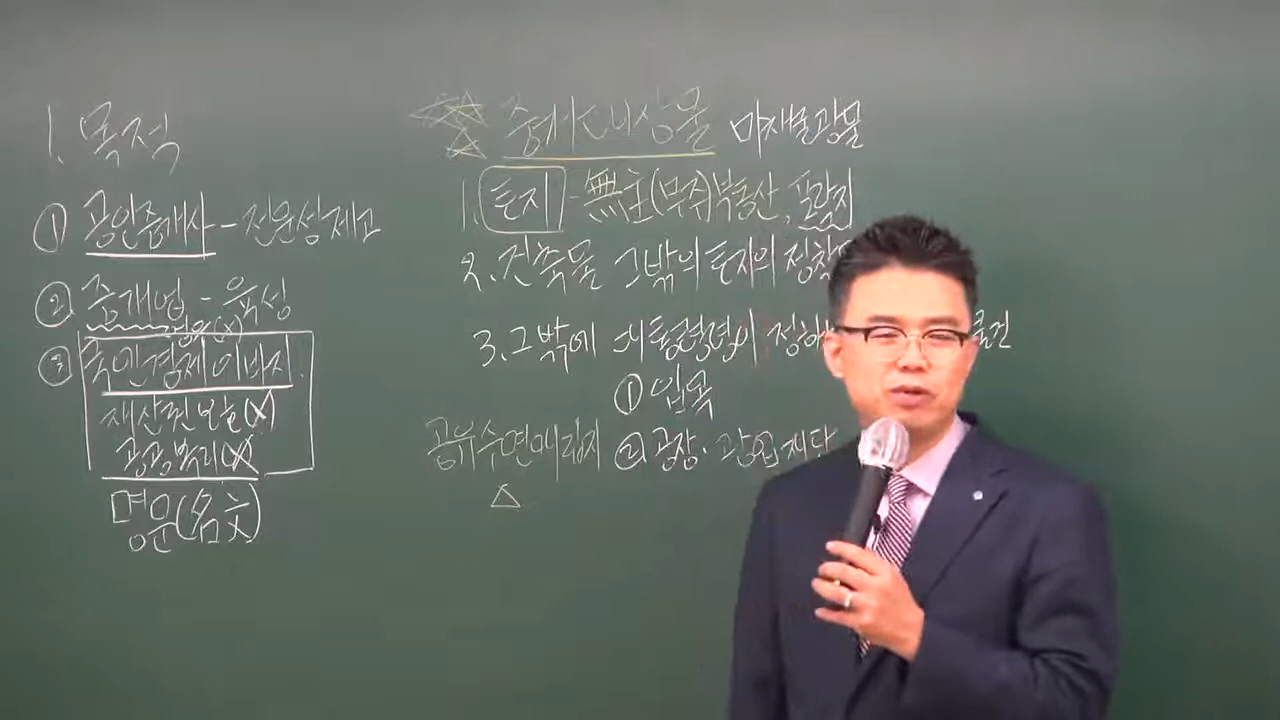 1. 목적
① 공인중개사 - 전문성제고
② 중개업 - 육성
③ 국민경제 이바지.
재산권보호(X)
공공복리(X)
명문(名文)
중개대상물 미채굴광물
1. 토지 - 無主(무주)부동산, 포락지
2. 건축물 그밖의 토지의 정착
3. 그밖에 대통령령이 정하 물건
① 입목
공유수면매립지 ② 공장·광업재단